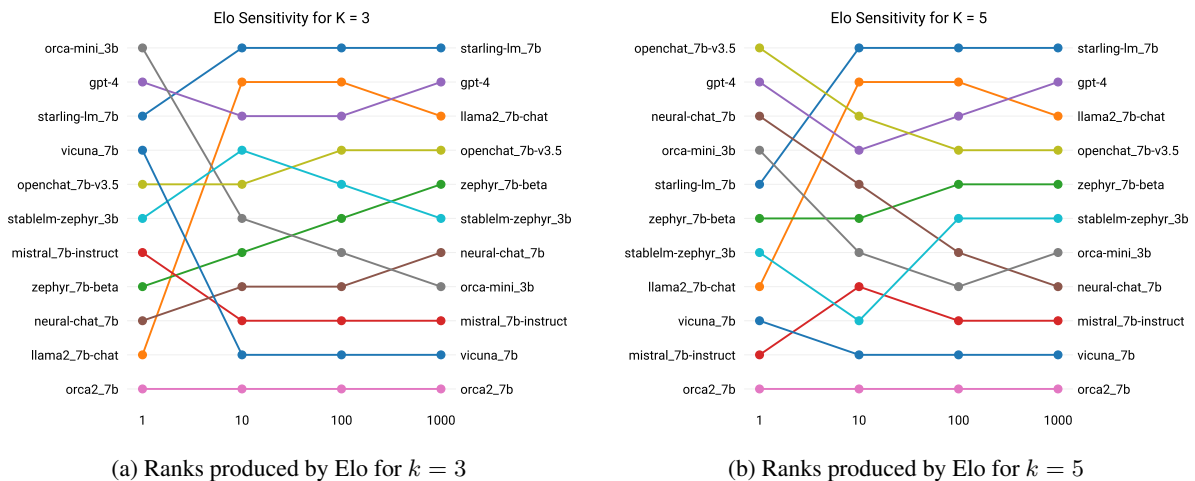 Elo Sensitivity for K = 3
orca-mini_3b
gpt-4
starling-lm_7b
vicuna_7b
openchat_7b-v3.5
stablelm-zephyr_3b
mistral_7b-instruct
zephyr_7b-beta
neural-chat_7b
llama2_7b-chat
orca2_7b
starling-lm_7b
gpt-4
llama2_7b-chat
openchat_7b-v3.5
zephyr_7b-beta
stablelm-zephyr_3b
neural-chat_7b
orca-mini_3b
mistral_7b-instruct
vicuna_7b
orca2_7b
1 10 100 1000
(a) Ranks produced by Elo for k = 3
Elo Sensitivity for K = 5
openchat_7b-v3.5
gpt-4
neural-chat_7b
orca-mini_3b
starling-lm_7b
zephyr_7b-beta
stablelm-zephyr_3b
llama2_7b-chat
vicuna_7b
mistral_7b-instruct
orca2_7b
starling-lm_7b
gpt-4
llama2_7b-chat
openchat_7b-v3.5
zephyr_7b-beta
stablelm-zephyr_3b
orca-mini_3b
neural-chat_7b
mistral_7b-instruct
vicuna_7b
orca2_7b
1 10 100 1000
(b) Ranks produced by Elo for k = 5